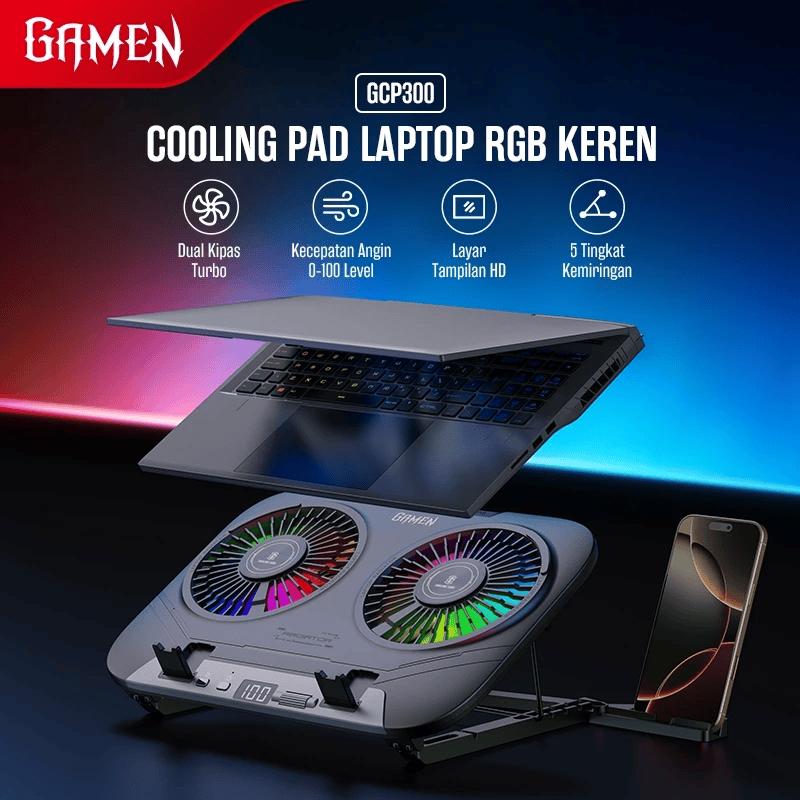 GAMEN
GCP300
COOLING PAD LAPTOP RGB KEREN
Dual Kipas
Turbo
Kecepatan Angin
0-100 Level
Layar
Tampilan HD
5 Tingkat
Kemiringan
GAMEN
RADIATOR
100